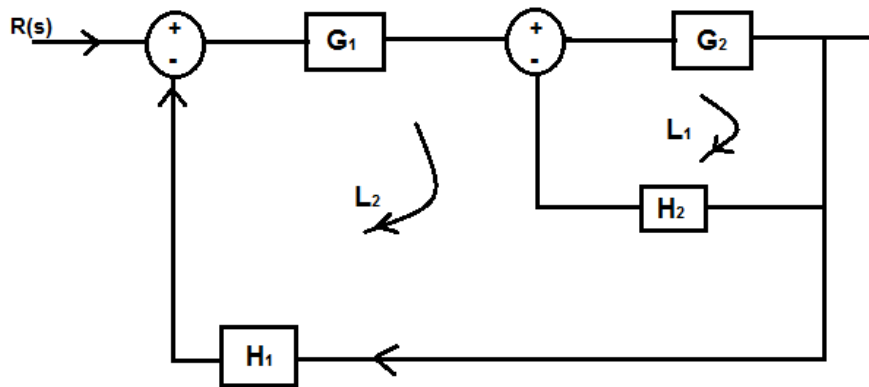 R(s)
+
-
G₁
+
-
G₂
L₁
L₂
H₂
H₁